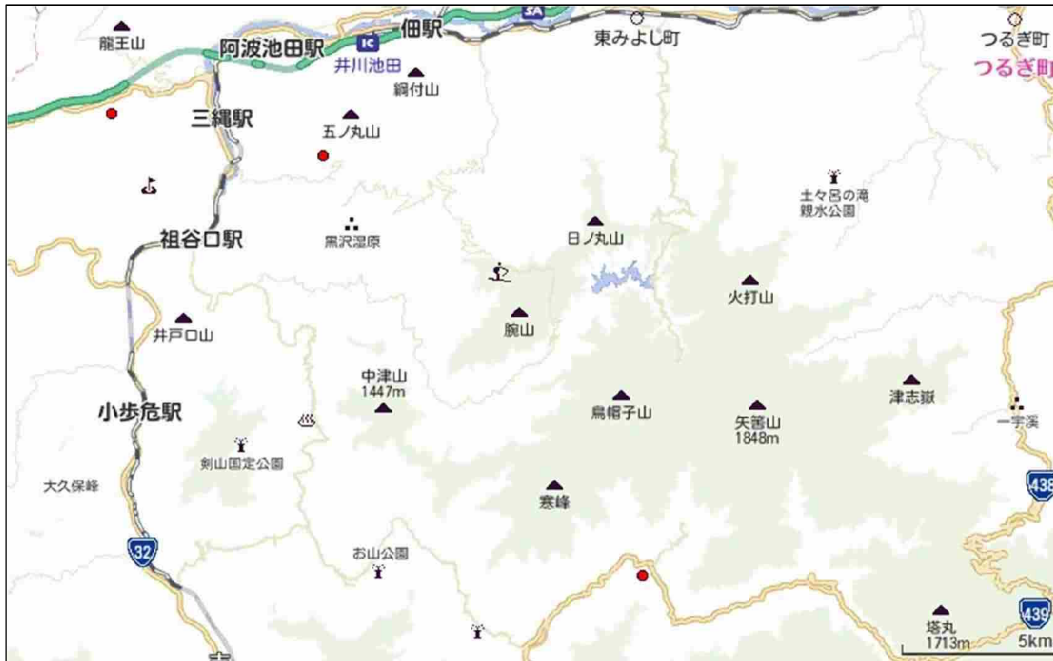 SA
佃駅
龍王山
阿波池田駅
IC
井川池田
東みよし町
つるぎ町
つるぎ町
綱付山
三縄駅
五ノ丸山
土々呂の滝
親水公園
黒沢湿原
日ノ丸山
祖谷口駅
火打山
井戸口山
腕山
中津山
1447m
津志嶽
烏帽子山
小歩危駅
矢筈山
1848m
一宇渓
剣山国定公園
大久保峰
寒峰
438
32
お山公園
439
塔丸
1713m
5km